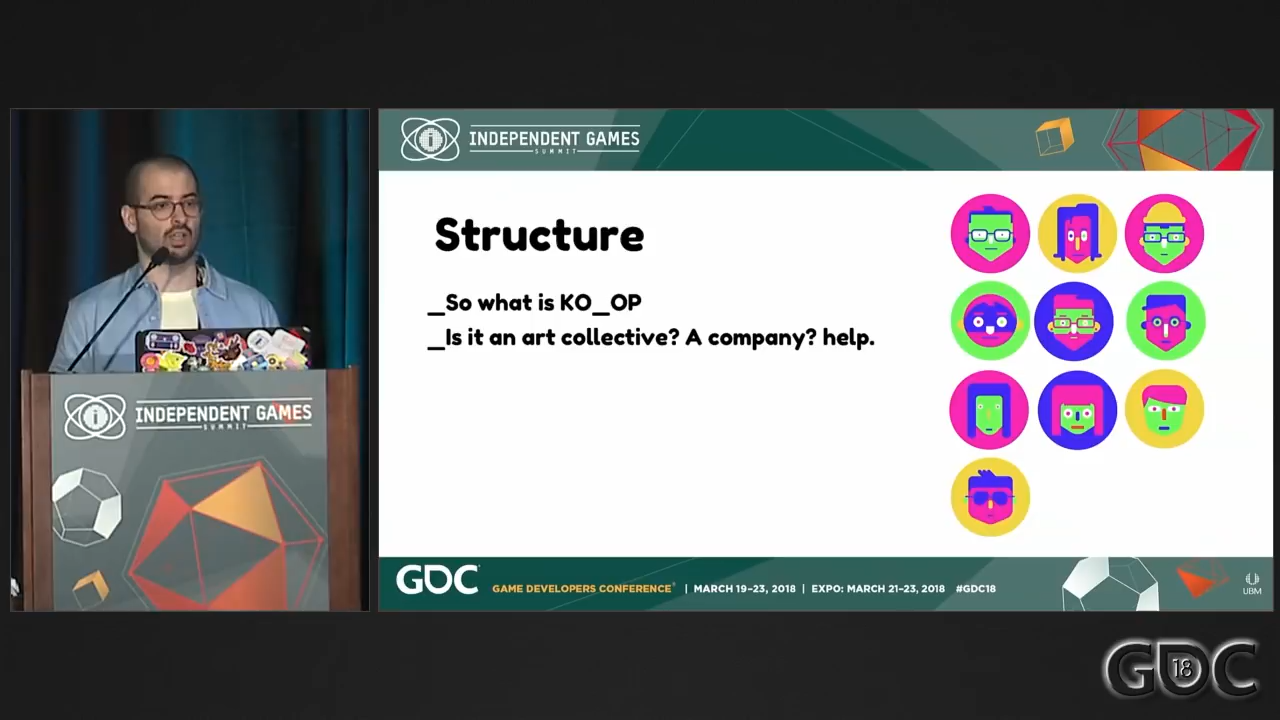 INDEPENDENT GAMES
SUMMIT
Structure
_So what is KO_OP
_Is it an art collective? A company? help.
INDEPENDENT GAMES
SUMMIT
GDC
GAME DEVELOPERS CONFERENCE® | MARCH 19–23, 2018 | EXPO: MARCH 21–23, 2018 #GDC18
UBM
GDC
18